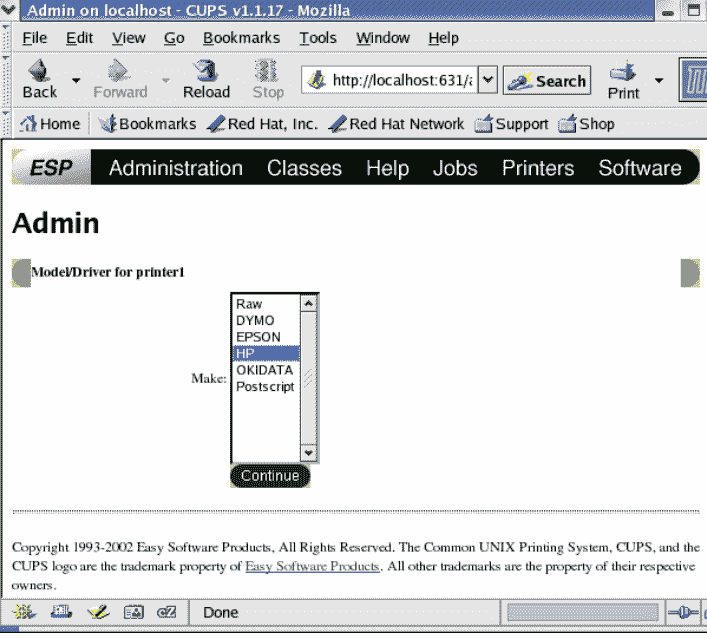 Admin on localhost - CUPS v1.1.17 - Mozilla
File Edit View Go Bookmarks Tools Window Help
Back Forward Reload Stop http://localhost:631/a Search Print
Home Bookmarks Red Hat, Inc. Red Hat Network Support Shop
ESP Administration Classes Help Jobs Printers Software
Admin
Model/Driver for printer1
Raw
DYMO
EPSON
HP
OKIDATA
Postscript
Make:
Continue
Copyright 1993-2002 Easy Software Products, All Rights Reserved. The Common UNIX Printing System, CUPS, and the
CUPS logo are the trademark property of Easy Software Products. All other trademarks are the property of their respective
owners.
Done